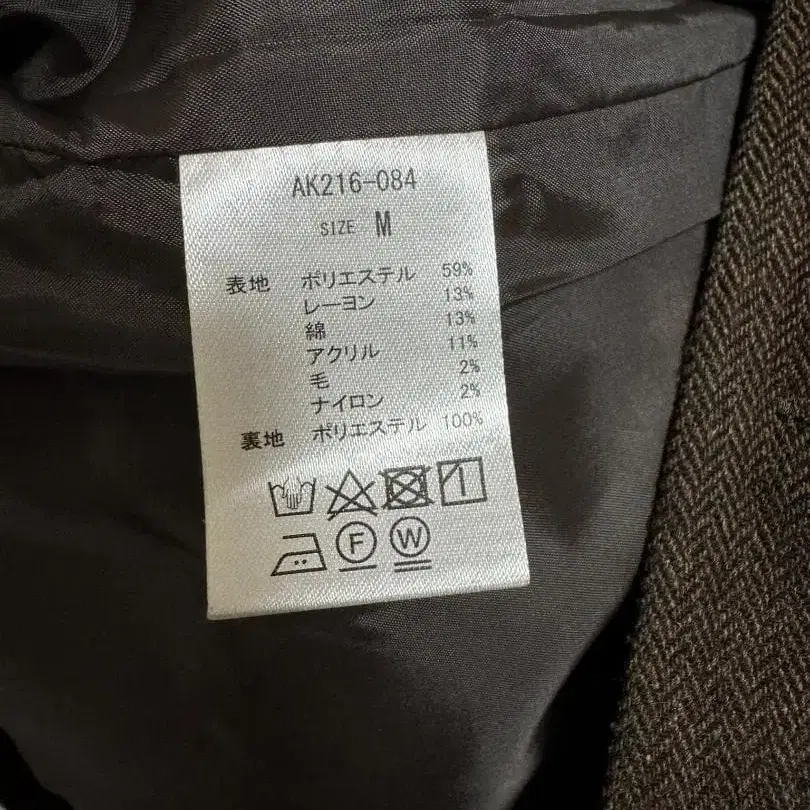 AK216-084
SIZE M
表地 ポリエステル 59%
レーヨン 13%
綿 13%
アクリル 11%
毛 2%
ナイロン 2%
裏地 ポリエステル 100%
F W